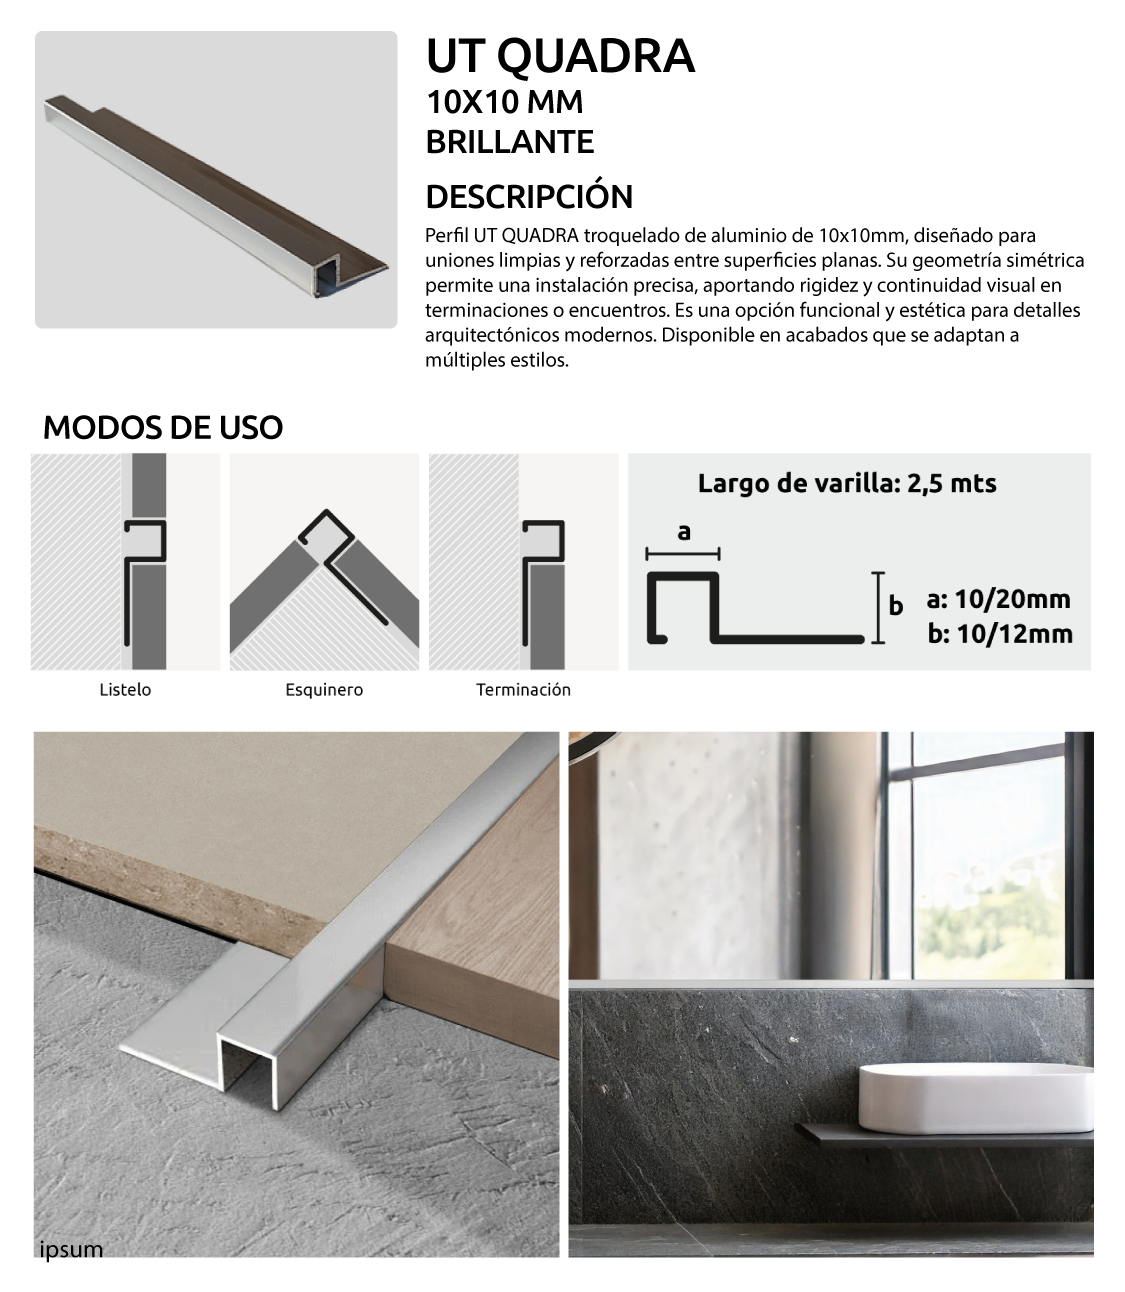 UT QUADRA
10X10 MM
BRILLANTE
DESCRIPCIÓN
Perfil UT QUADRA troquelado de aluminio de 10x10mm, diseñado para
uniones limpias y reforzadas entre superficies planas. Su geometría simétrica
permite una instalación precisa, aportando rigidez y continuidad visual en
terminaciones o encuentros. Es una opción funcional y estética para detalles
arquitectónicos modernos. Disponible en acabados que se adaptan a
múltiples estilos.
MODOS DE USO
Largo de varilla: 2,5 mts
a
b
a: 10/20mm
b: 10/12mm
Listelo
Esquinero
Terminación
ipsum